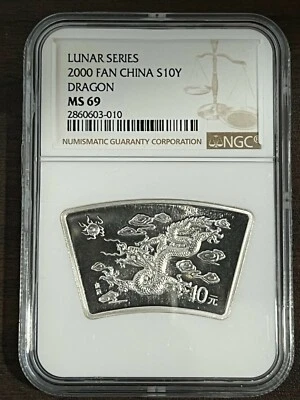 LUNAR SERIES
2000 FAN CHINA S10Y
DRAGON
MS 69
2860603-010
NUMISMATIC GUARANTY CORPORATION
NGC
10元